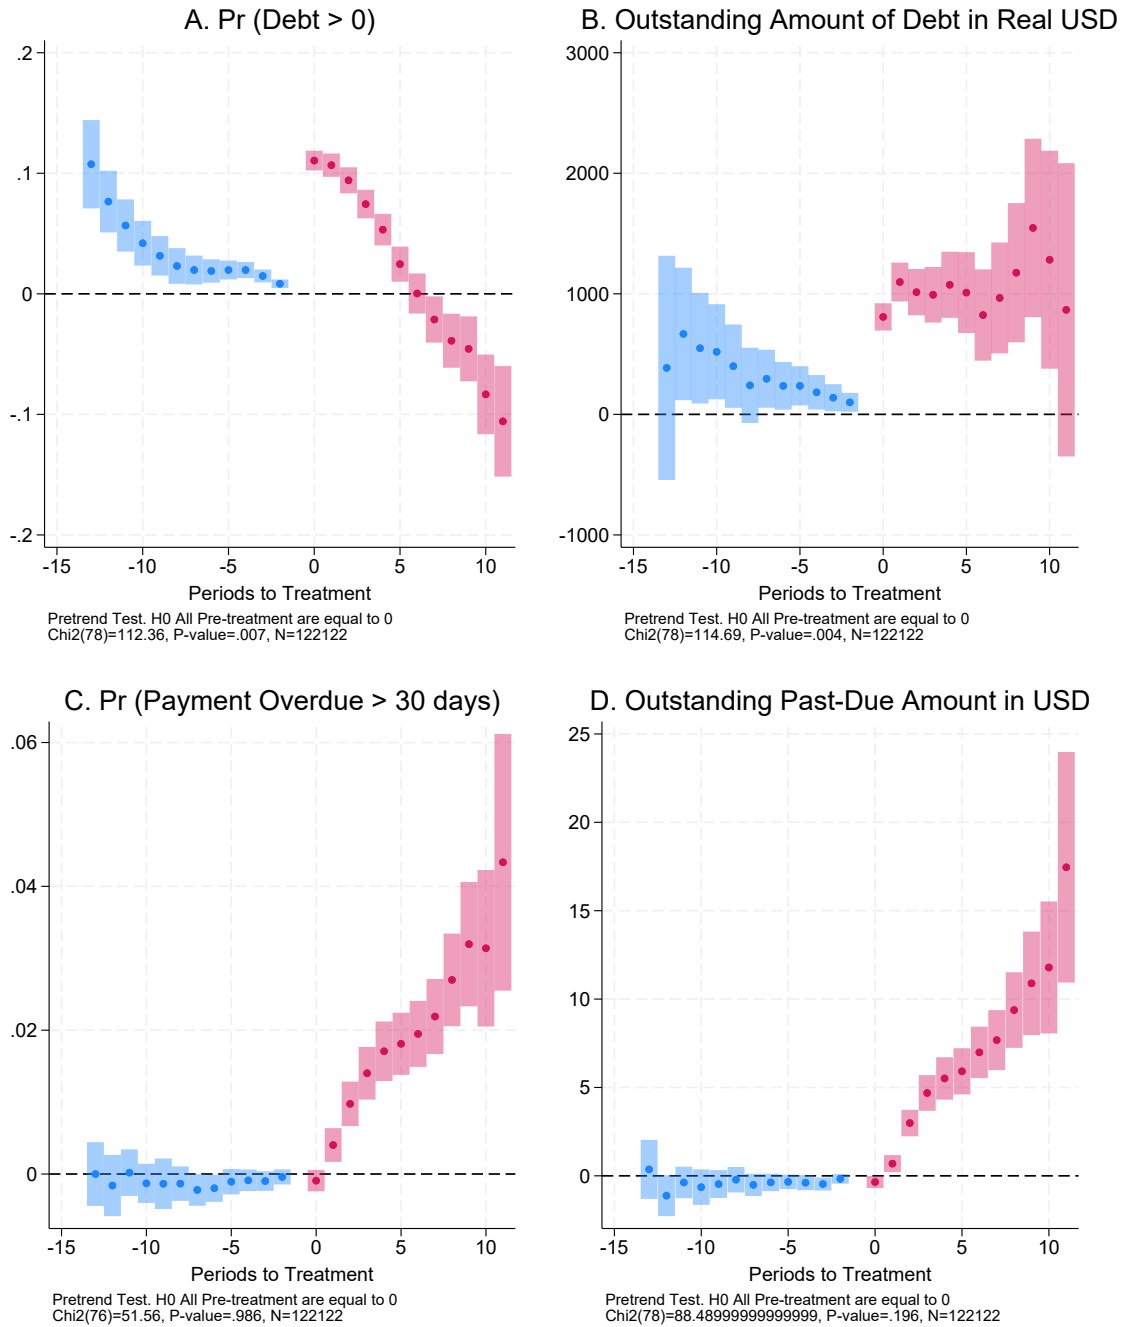 A. Pr (Debt > 0)
.2
.1
0
-.1
-.2
-15 -10 -5 0 5 10
Periods to Treatment
Pretrend Test. H0 All Pre-treatment are equal to 0
Chi2(78)=112.36, P-value=.007, N=122122
B. Outstanding Amount of Debt in Real USD
3000
2000
1000
0
-1000
-15 -10 -5 0 5 10
Periods to Treatment
Pretrend Test. H0 All Pre-treatment are equal to 0
Chi2(78)=114.69, P-value=.004, N=122122
C. Pr (Payment Overdue > 30 days)
.06
.04
.02
0
-15 -10 -5 0 5 10
Periods to Treatment
Pretrend Test. H0 All Pre-treatment are equal to 0
Chi2(76)=51.56, P-value=.986, N=122122
D. Outstanding Past-Due Amount in USD
25
20
15
10
5
0
-15 -10 -5 0 5 10
Periods to Treatment
Pretrend Test. H0 All Pre-treatment are equal to 0
Chi2(78)=88.48999999999999, P-value=.196, N=122122